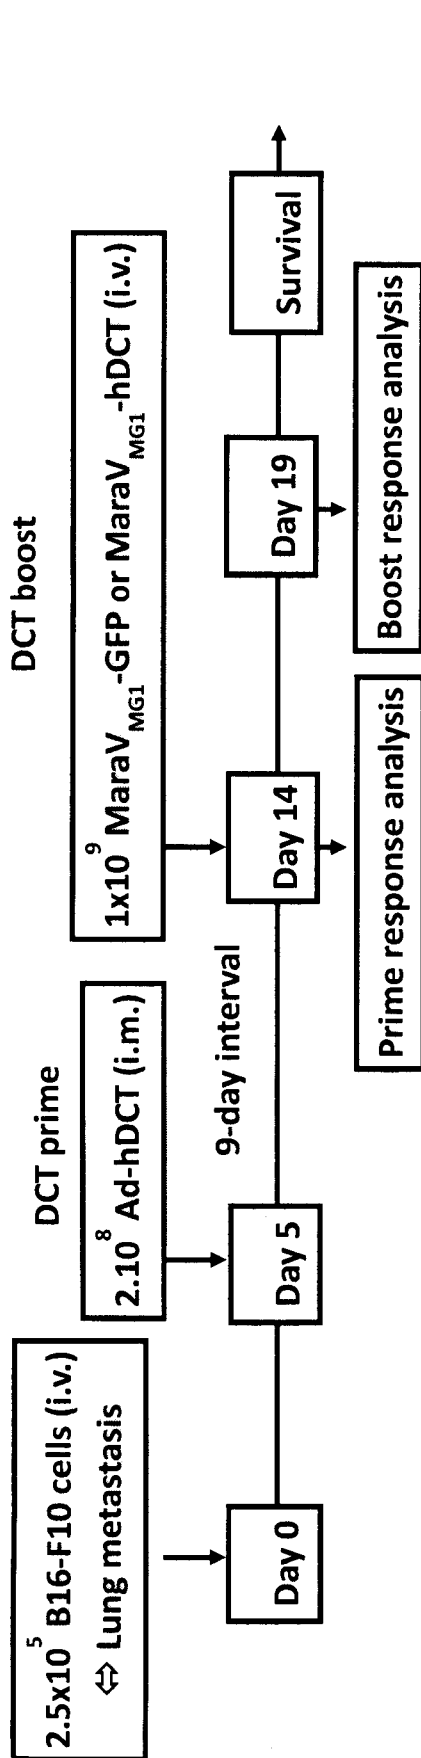 2.5x10⁵ B16-F10 cells (i.v.)
⇔ Lung metastasis
DCT prime
2.10⁸ Ad-hDCT (i.m.)
DCT boost
1x10⁹ MaraV_MG1-GFP or MaraV_MG1-hDCT (i.v.)
9-day interval
Day 0
Day 5
Day 14
Day 19
Survival
Prime response analysis
Boost response analysis